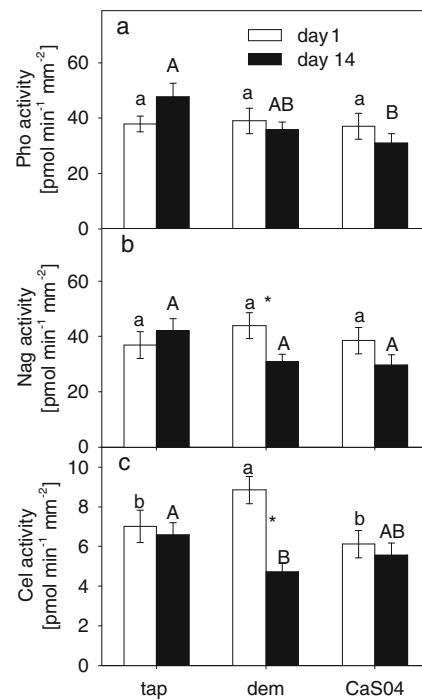 a
day 1
day 14
Pho activity
[pmol min-1 mm-2]
60
40
20
0
a A a AB a B
b
Nag activity
[pmol min-1 mm-2]
60
40
20
0
a A a * A a A
c
Cel activity
[pmol min-1 mm-2]
10
8
6
4
2
0
b A a * B b AB
tap dem CaS04